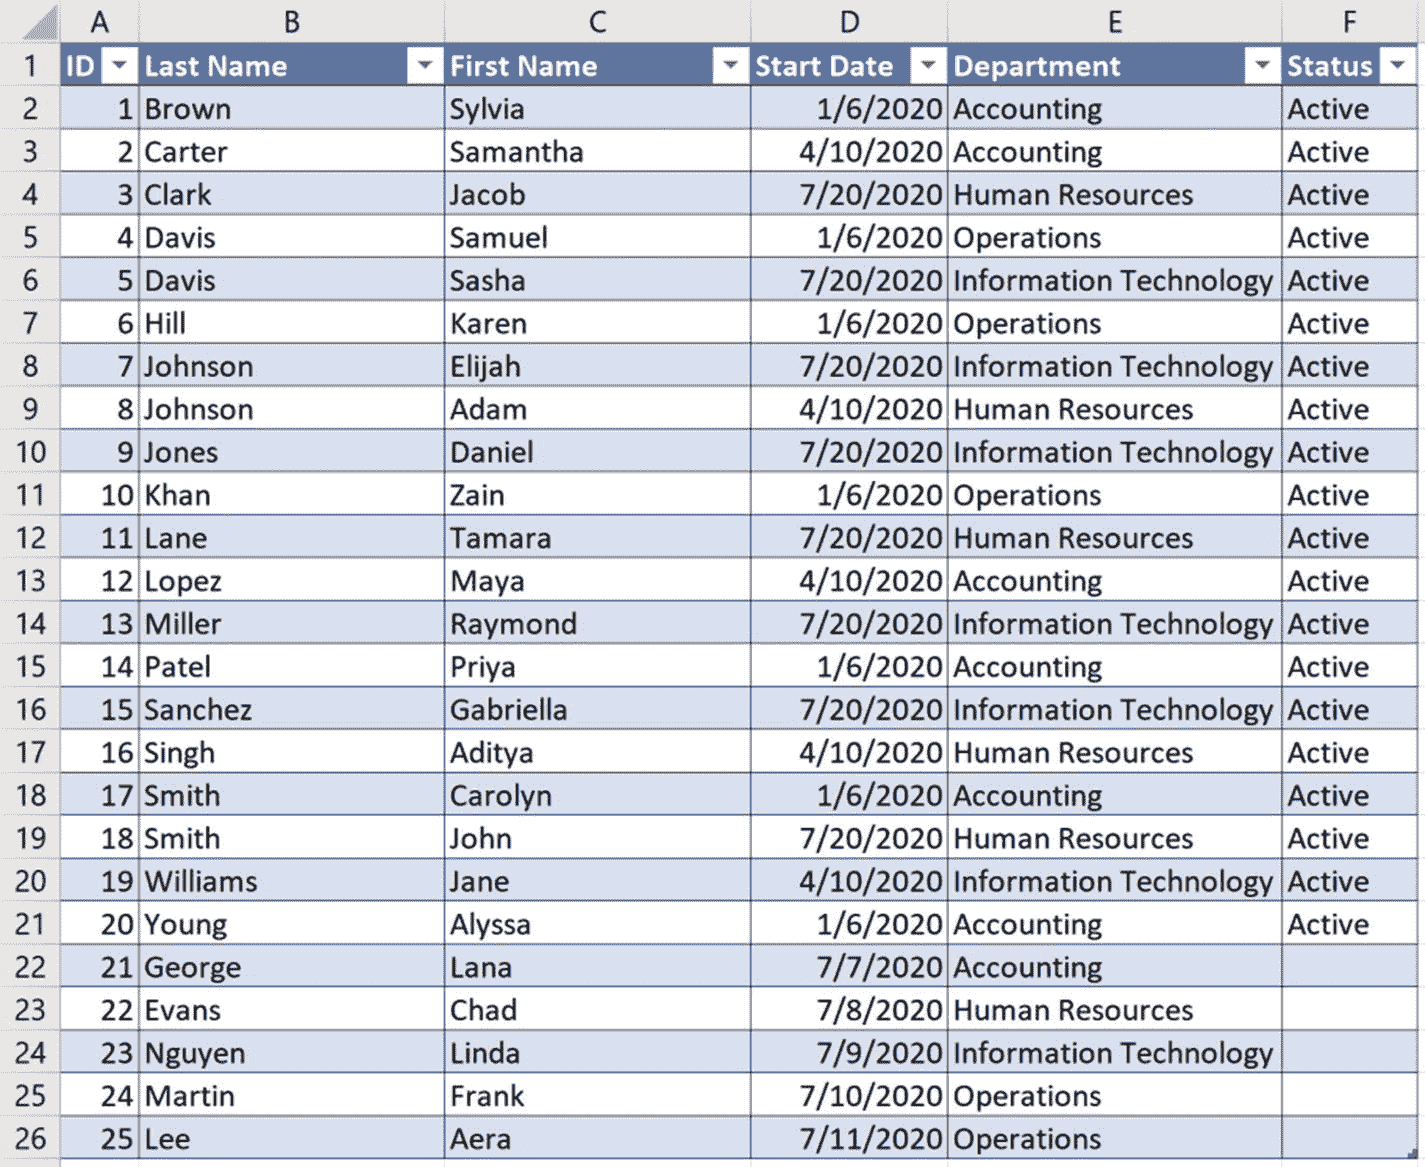 A B C D E F
1 ID Last Name First Name Start Date Department Status
2 1 Brown Sylvia 1/6/2020 Accounting Active
3 2 Carter Samantha 4/10/2020 Accounting Active
4 3 Clark Jacob 7/20/2020 Human Resources Active
5 4 Davis Samuel 1/6/2020 Operations Active
6 5 Davis Sasha 7/20/2020 Information Technology Active
7 6 Hill Karen 1/6/2020 Operations Active
8 7 Johnson Elijah 7/20/2020 Information Technology Active
9 8 Johnson Adam 4/10/2020 Human Resources Active
10 9 Jones Daniel 7/20/2020 Information Technology Active
11 10 Khan Zain 1/6/2020 Operations Active
12 11 Lane Tamara 7/20/2020 Human Resources Active
13 12 Lopez Maya 4/10/2020 Accounting Active
14 13 Miller Raymond 7/20/2020 Information Technology Active
15 14 Patel Priya 1/6/2020 Accounting Active
16 15 Sanchez Gabriella 7/20/2020 Information Technology Active
17 16 Singh Aditya 4/10/2020 Human Resources Active
18 17 Smith Carolyn 1/6/2020 Accounting Active
19 18 Smith John 7/20/2020 Human Resources Active
20 19 Williams Jane 4/10/2020 Information Technology Active
21 20 Young Alyssa 1/6/2020 Accounting Active
22 21 George Lana 7/7/2020 Accounting
23 22 Evans Chad 7/8/2020 Human Resources
24 23 Nguyen Linda 7/9/2020 Information Technology
25 24 Martin Frank 7/10/2020 Operations
26 25 Lee Aera 7/11/2020 Operations